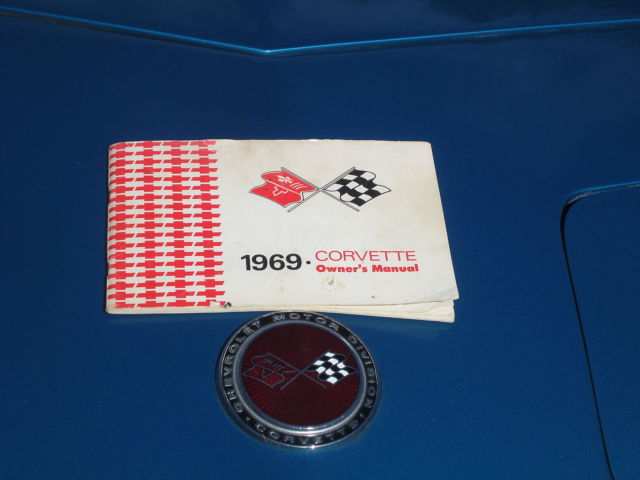 1969 • CORVETTE
Owner's Manual
CHEVROLET MOTOR DIVISION
• CORVETTE •